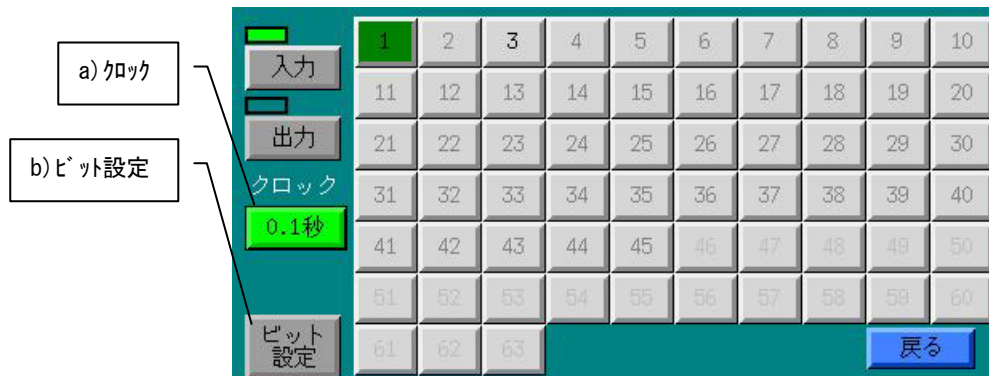 a) ｸﾛｯｸ
b) ﾋﾞｯﾄ設定
入力
出力
クロック
0.1秒
ビット
設定
1 2 3 4 5 6 7 8 9 10
11 12 13 14 15 16 17 18 19 20
21 22 23 24 25 26 27 28 29 30
31 32 33 34 35 36 37 38 39 40
41 42 43 44 45 46 47 48 49 50
51 52 53 54 55 56 57 58 59 60
61 62 63
戻る